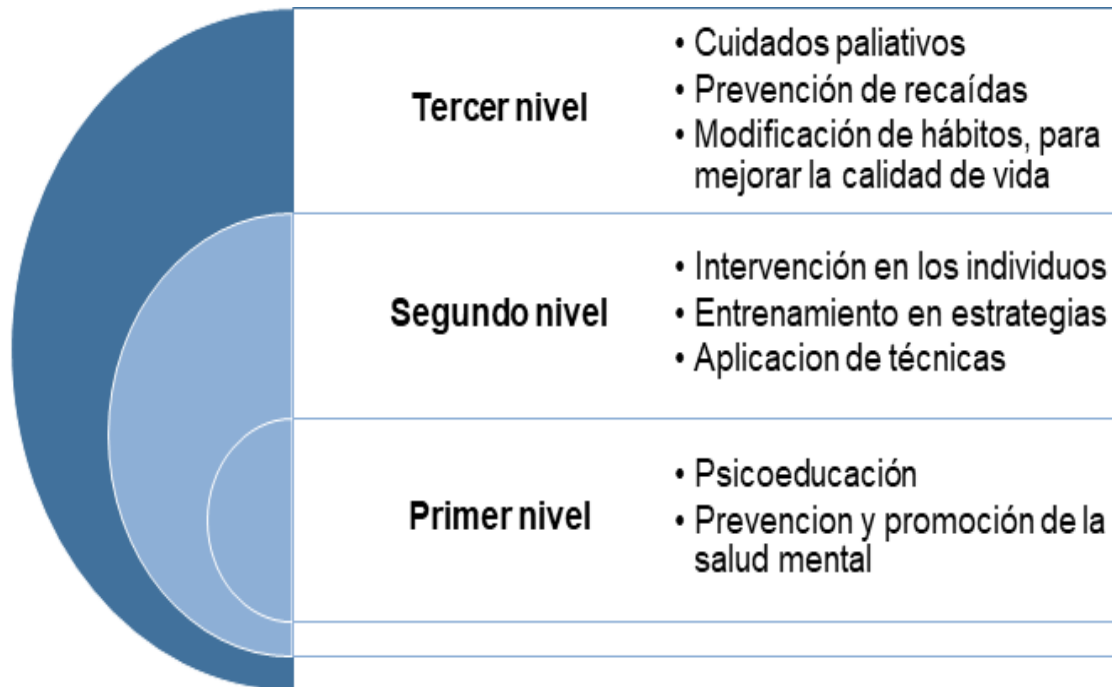 Tercer nivel
• Cuidados paliativos
• Prevención de recaídas
• Modificación de hábitos, para
mejorar la calidad de vida
Segundo nivel
• Intervención en los individuos
• Entrenamiento en estrategias
• Aplicacion de técnicas
Primer nivel
• Psicoeducación
• Prevencion y promoción de la
salud mental